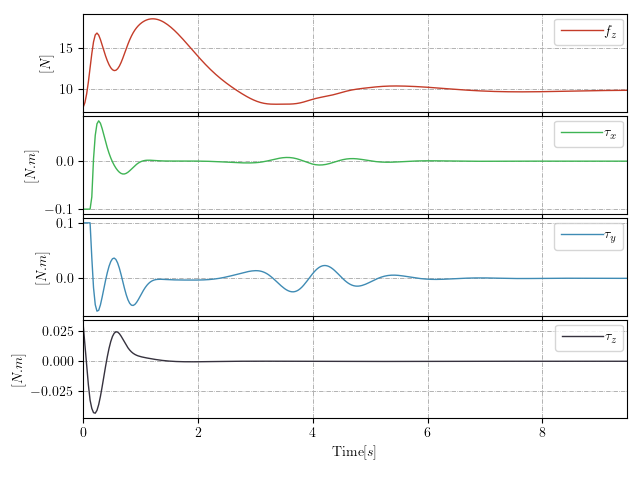 [N]
15
10
f_z
[N.m]
0.0
−0.1
τ_x
[N.m]
0.1
0.0
τ_y
[N.m]
0.025
0.000
−0.025
τ_z
0 2 4 6 8
Time[s]